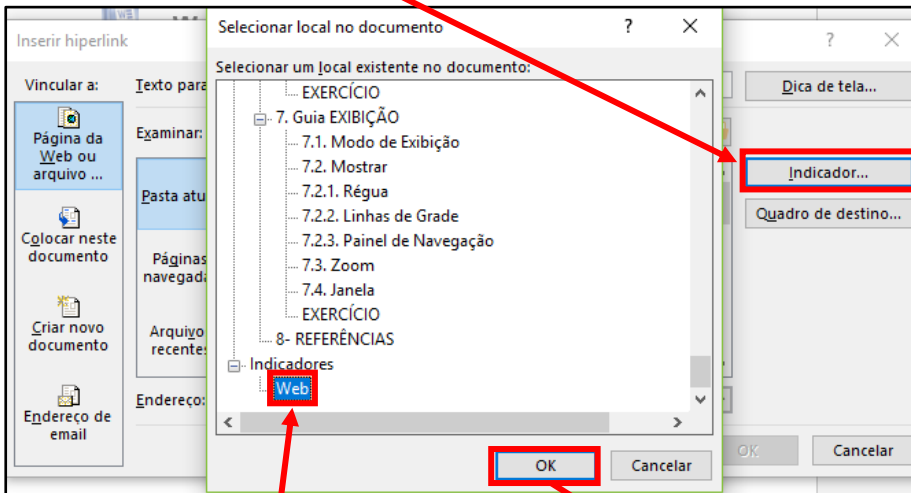 Inserir hiperlink
? ×
Vincular a:
Texto para
Dica de tela...
Página da
Web ou
arquivo ...
Examinar:
Indicador...
Quadro de destino...
Pasta atu
Colocar neste
documento
Páginas
navegada
Criar novo
documento
Arquivo
recentes
Endereço de
email
Endereço:
OK
Cancelar
Selecionar local no documento
? ×
Selecionar um local existente no documento:
EXERCÍCIO
7. Guia EXIBIÇÃO
7.1. Modo de Exibição
7.2. Mostrar
7.2.1. Régua
7.2.2. Linhas de Grade
7.2.3. Painel de Navegação
7.3. Zoom
7.4. Janela
EXERCÍCIO
8- REFERÊNCIAS
Indicadores
Web
OK
Cancelar